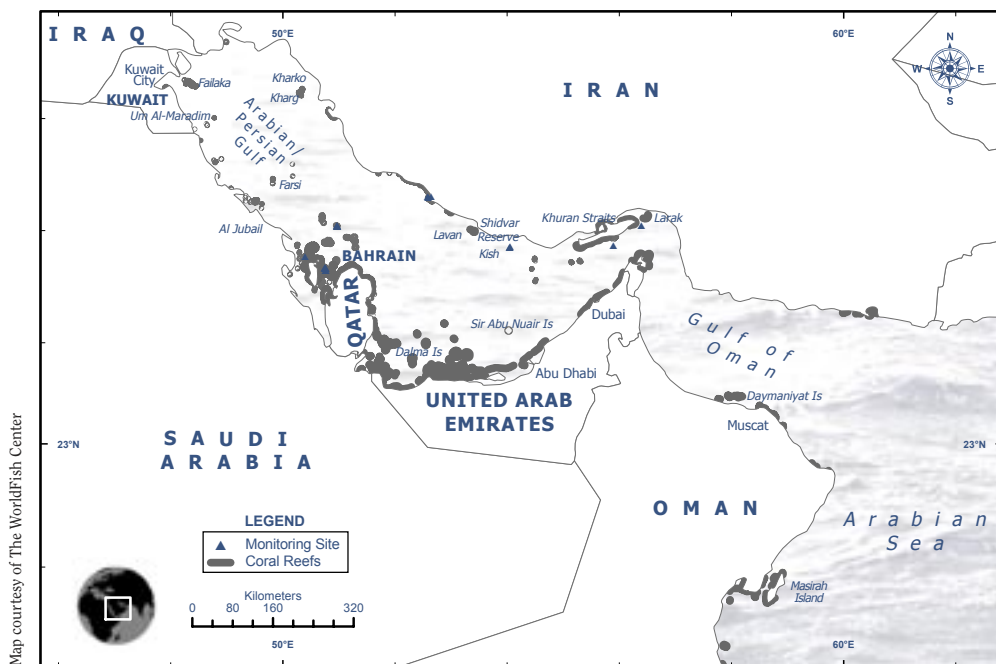 I R A Q
50°E
60°E
N
W E
S
Kuwait
City
Failaka
Kharko
Kharg
I R A N
KUWAIT
Um Al-Maradim
Arabian/
Persian
Gulf
Farsi
Al Jubail
Shidvar
Reserve
Lavan
Kish
Khuran Straits
Larak
BAHRAIN
QATAR
Dubai
Sir Abu Nuair Is
Gulf of
Oman
Dalma Is
Abu Dhabi
UNITED ARAB
EMIRATES
Daymaniyat Is
Muscat
23°N
23°N
S A U D I
A R A B I A
O M A N
Arabian
Sea
LEGEND
Monitoring Site
Coral Reefs
Kilometers
0 80 160 320
Masirah
Island
50°E
60°E
Map courtesy of The WorldFish Center